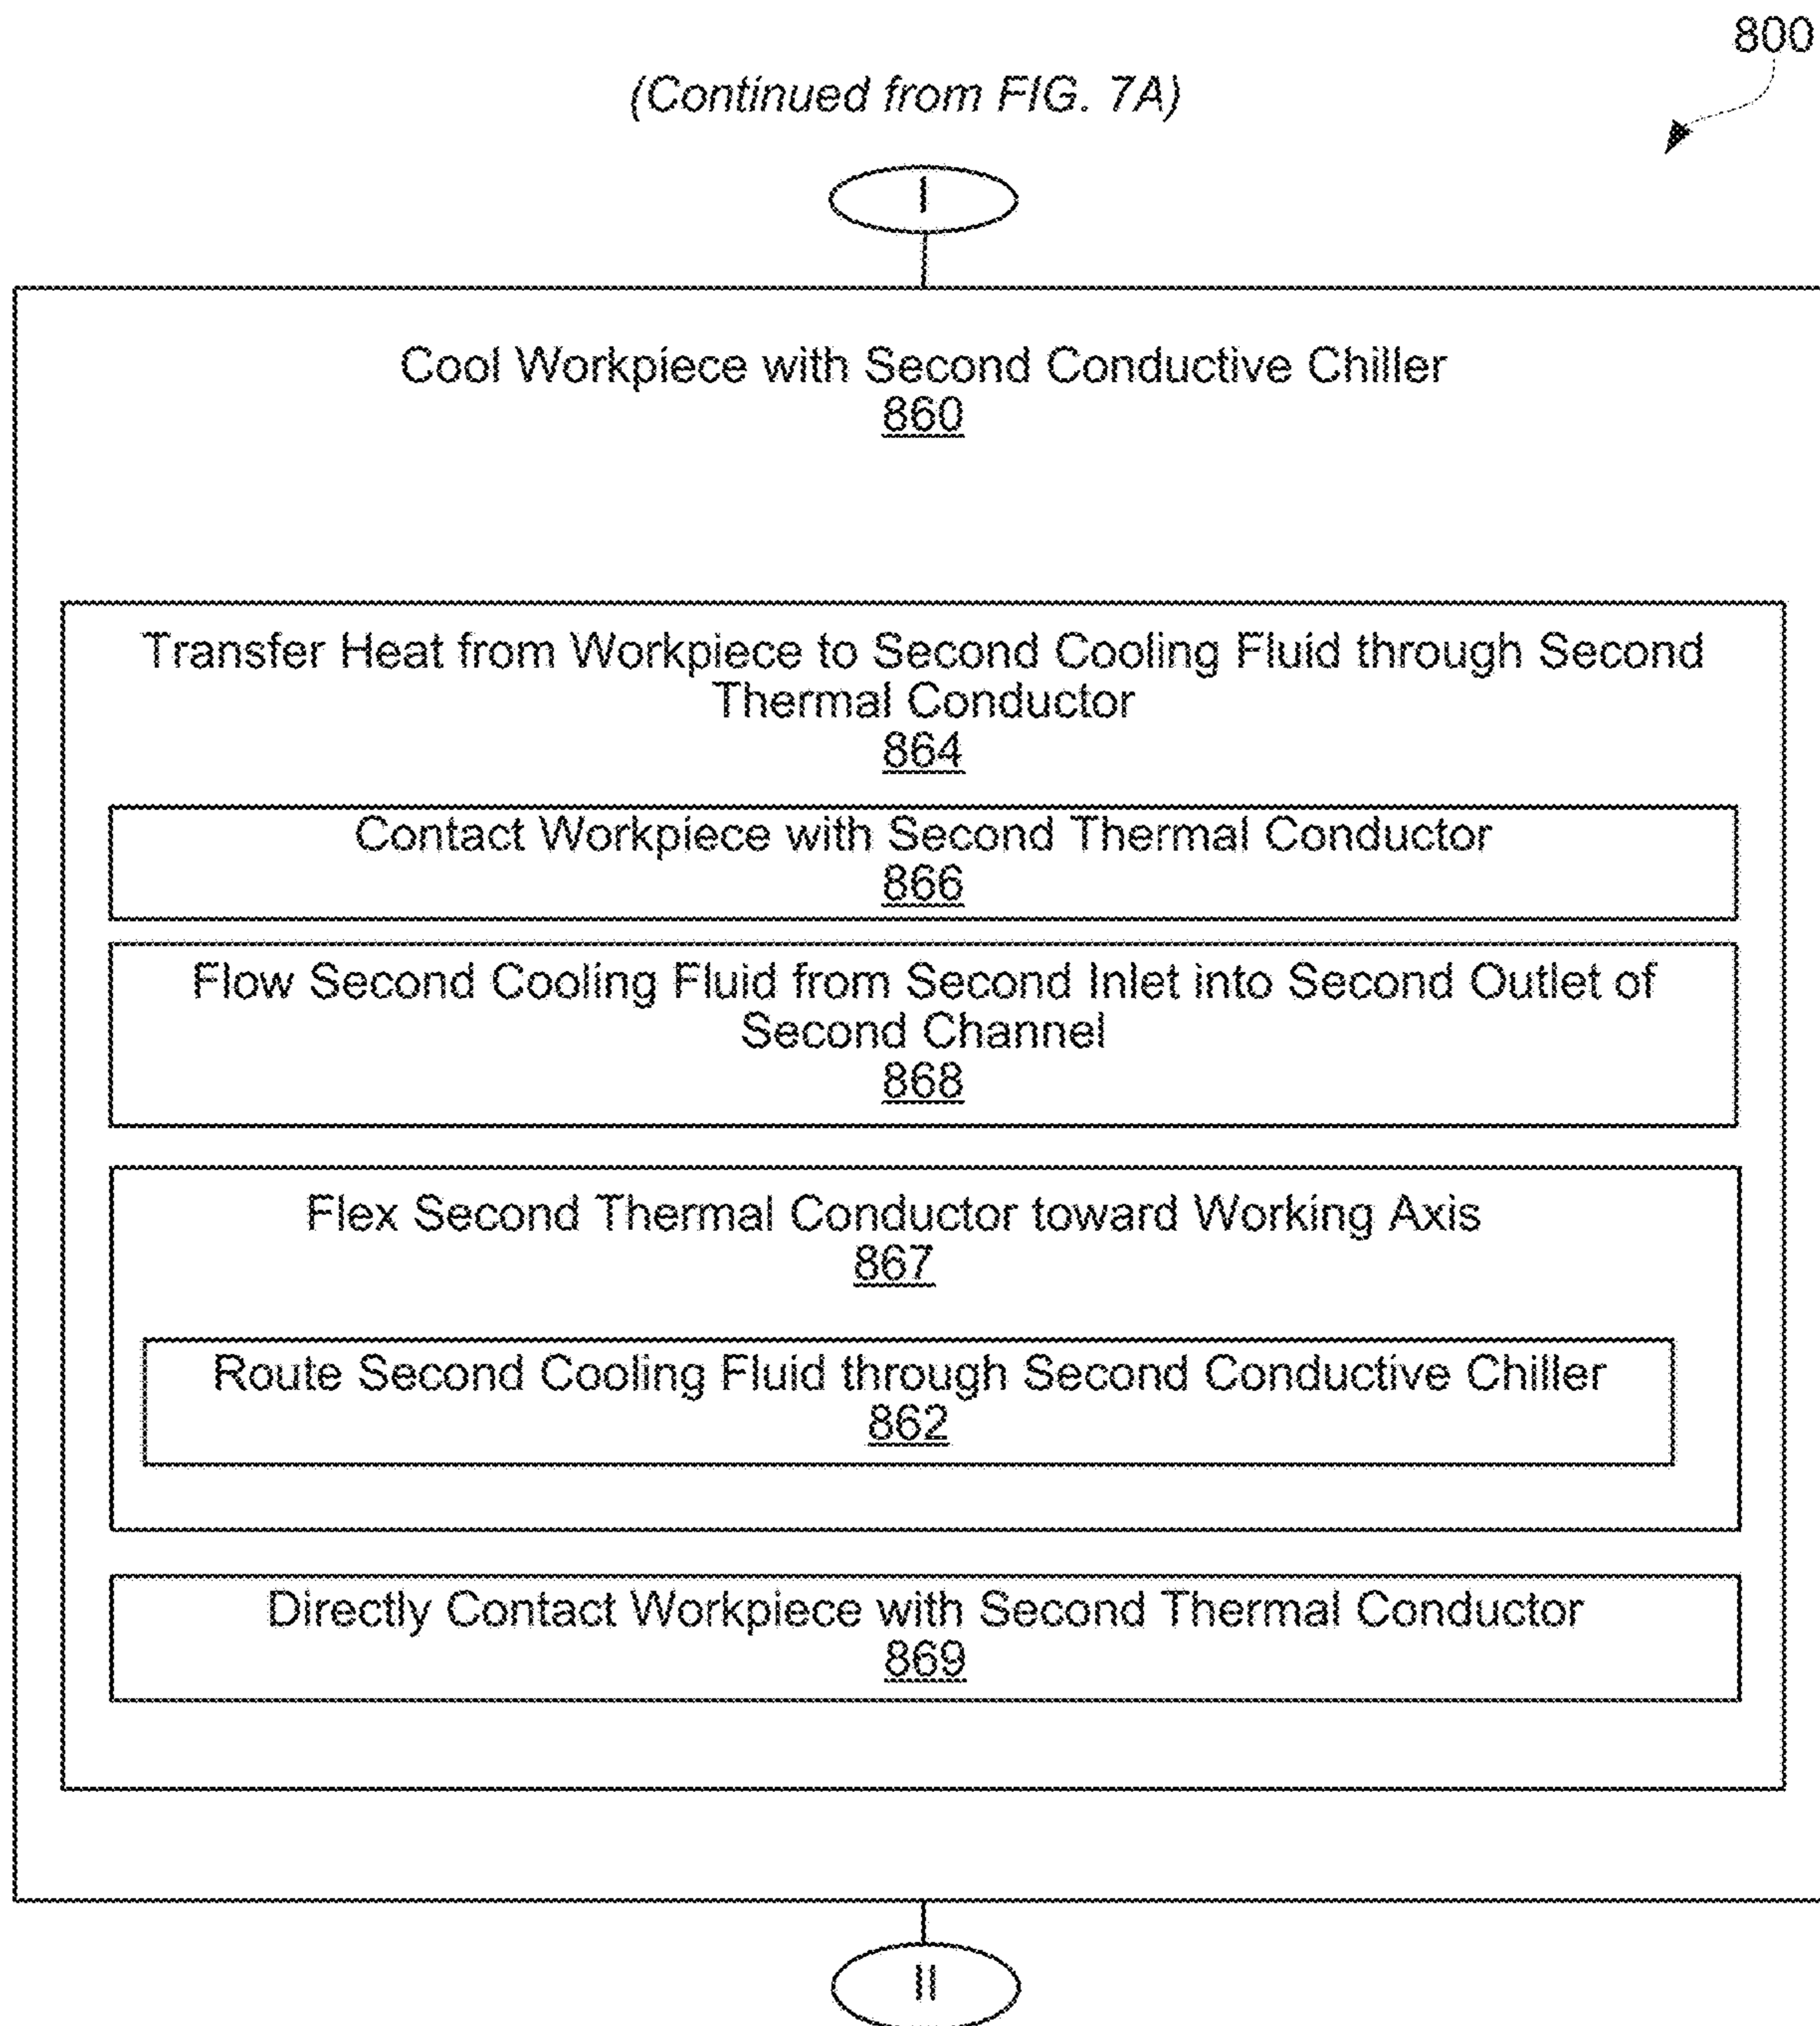 800
(Continued from FIG. 7A)
I
Cool Workpiece with Second Conductive Chiller
860
Transfer Heat from Workpiece to Second Cooling Fluid through Second
Thermal Conductor
864
Contact Workpiece with Second Thermal Conductor
866
Flow Second Cooling Fluid from Second Inlet into Second Outlet of
Second Channel
868
Flex Second Thermal Conductor toward Working Axis
867
Route Second Cooling Fluid through Second Conductive Chiller
862
Directly Contact Workpiece with Second Thermal Conductor
869
II